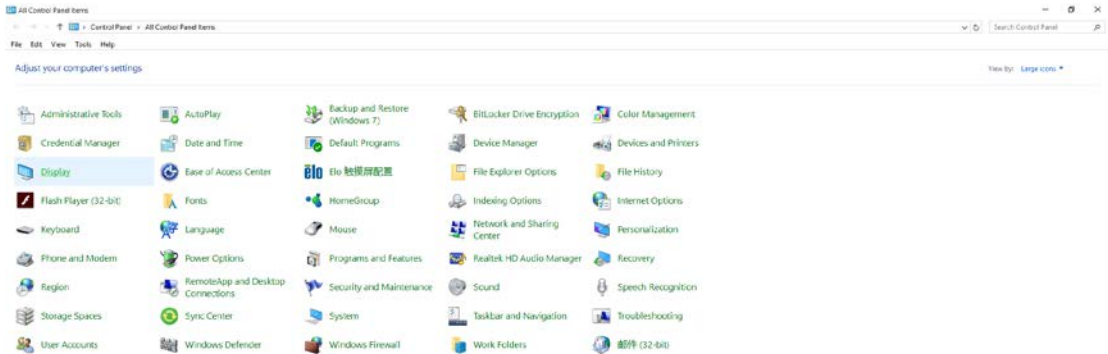 All Control Panel Items
Control Panel › All Control Panel Items
Search Control Panel
File Edit View Tools Help
Adjust your computer's settings
View by: Large icons
Administrative Tools
AutoPlay
Backup and Restore
(Windows 7)
BitLocker Drive Encryption
Color Management
Credential Manager
Date and Time
Default Programs
Device Manager
Devices and Printers
Display
Ease of Access Center
elo
Elo 触摸屏配置
File Explorer Options
File History
Flash Player (32-bit)
Fonts
HomeGroup
Indexing Options
Internet Options
Keyboard
Language
Mouse
Network and Sharing
Center
Personalization
Phone and Modem
Power Options
Programs and Features
Realtek HD Audio Manager
Recovery
Region
RemoteApp and Desktop
Connections
Security and Maintenance
Sound
Speech Recognition
Storage Spaces
Sync Center
System
Taskbar and Navigation
Troubleshooting
User Accounts
Windows Defender
Windows Firewall
Work Folders
邮件 (32-bit)